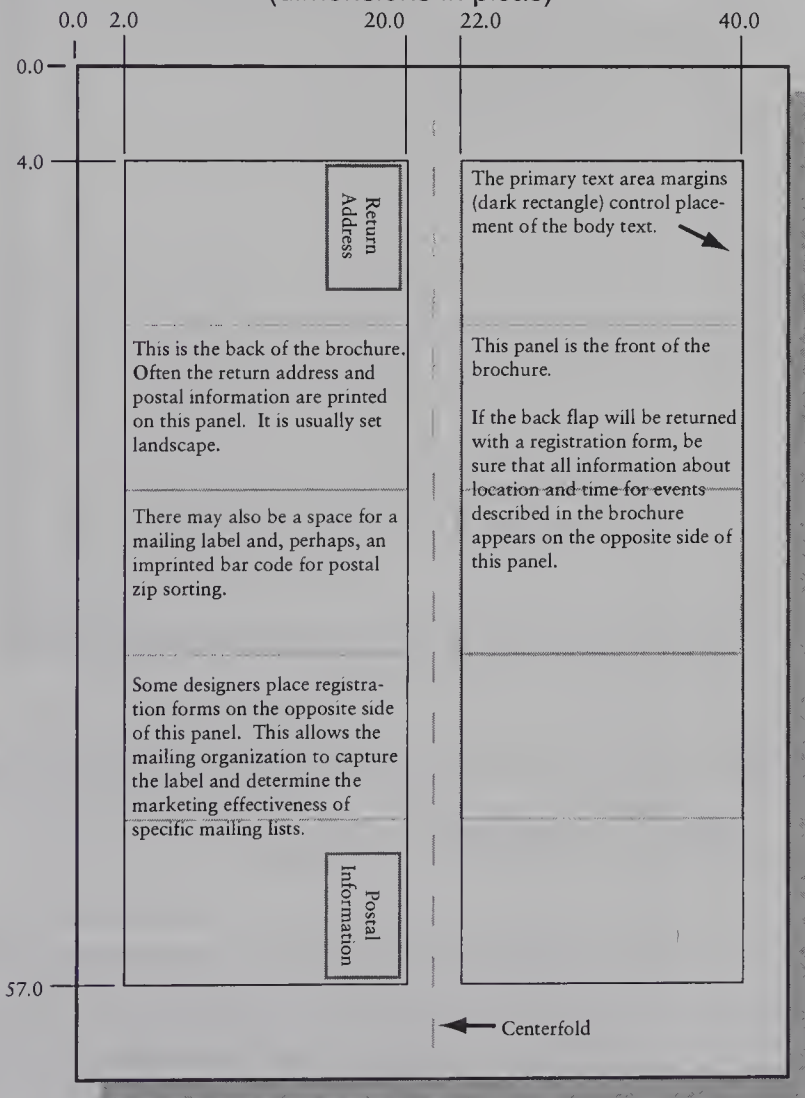 (dimensions in picas)
0.0 2.0 20.0 22.0 40.0
0.0
4.0
Return
Address
This is the back of the brochure.
Often the return address and
postal information are printed
on this panel. It is usually set
landscape.
There may also be a space for a
mailing label and, perhaps, an
imprinted bar code for postal
zip sorting.
Some designers place registra-
tion forms on the opposite side
of this panel. This allows the
mailing organization to capture
the label and determine the
marketing effectiveness of
specific mailing lists.
Postal
Information
57.0
The primary text area margins
(dark rectangle) control place-
ment of the body text.
This panel is the front of the
brochure.
If the back flap will be returned
with a registration form, be
sure that all information about
location and time for events
described in the brochure
appears on the opposite side of
this panel.
Centerfold